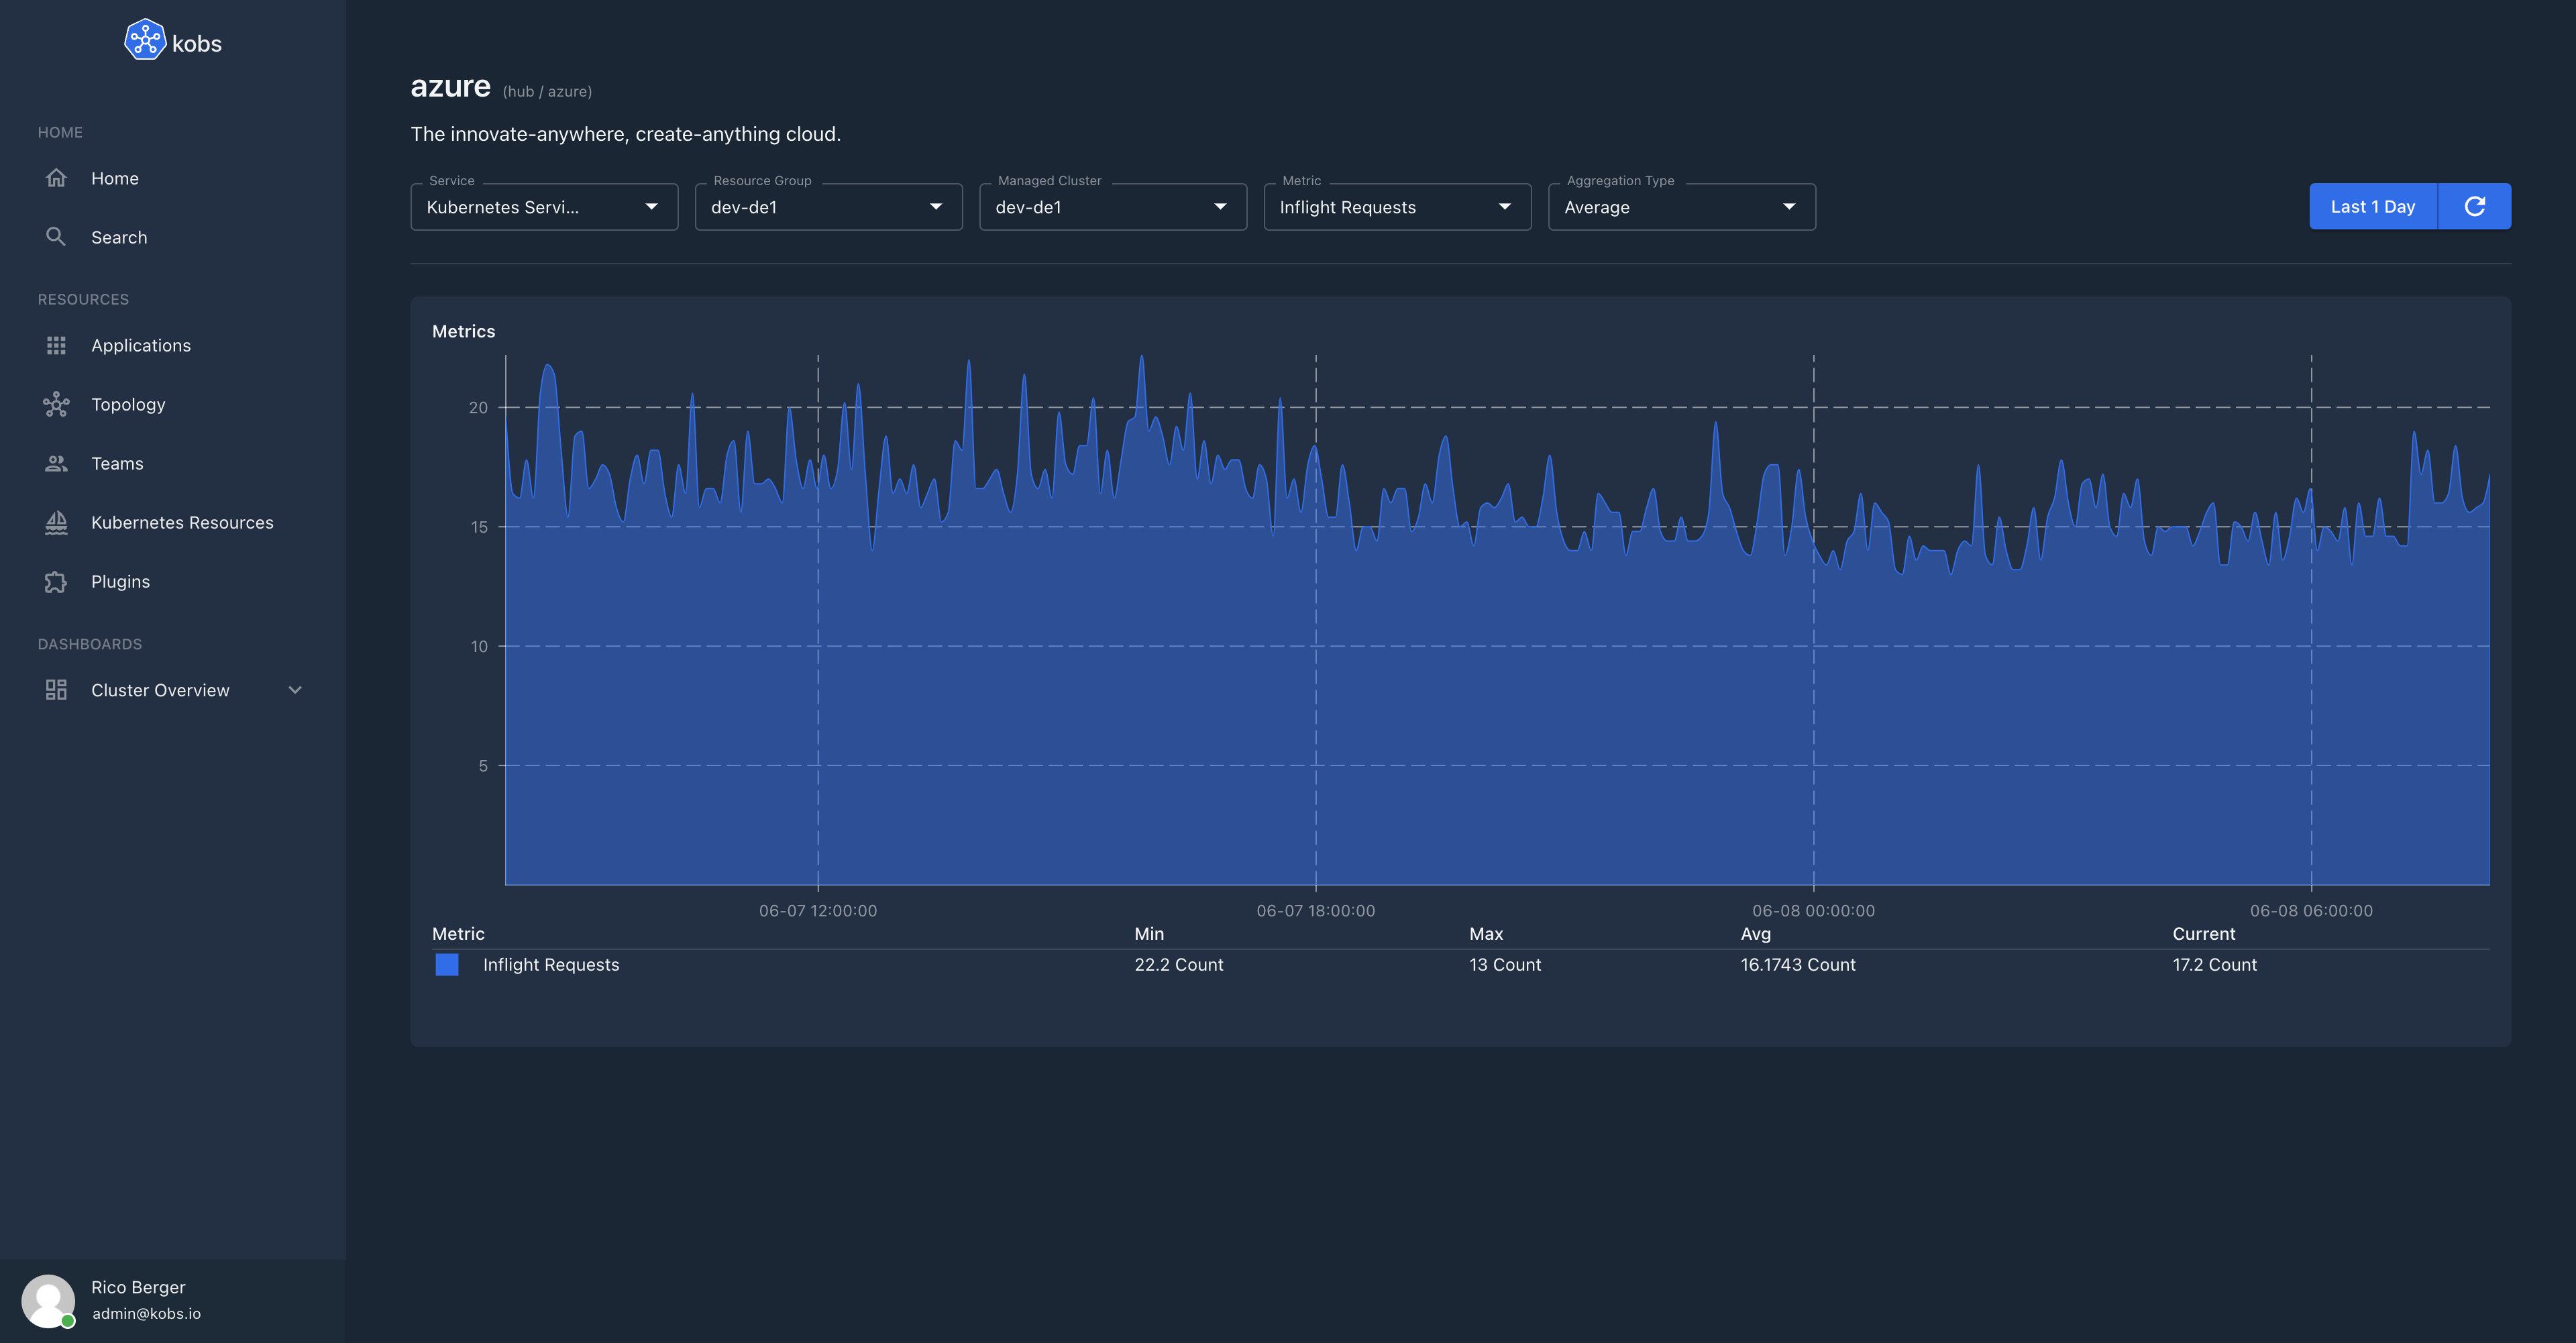 kobs
HOME
Home
Search
RESOURCES
Applications
Topology
Teams
Kubernetes Resources
Plugins
DASHBOARDS
Cluster Overview
Rico Berger
admin@kobs.io
azure (hub / azure)
The innovate-anywhere, create-anything cloud.
Service
Kubernetes Servi...
Resource Group
dev-de1
Managed Cluster
dev-de1
Metric
Inflight Requests
Aggregation Type
Average
Last 1 Day
Metrics
20
15
10
5
06-07 12:00:00 06-07 18:00:00 06-08 00:00:00 06-08 06:00:00
Metric Min Max Avg Current
Inflight Requests 22.2 Count 13 Count 16.1743 Count 17.2 Count